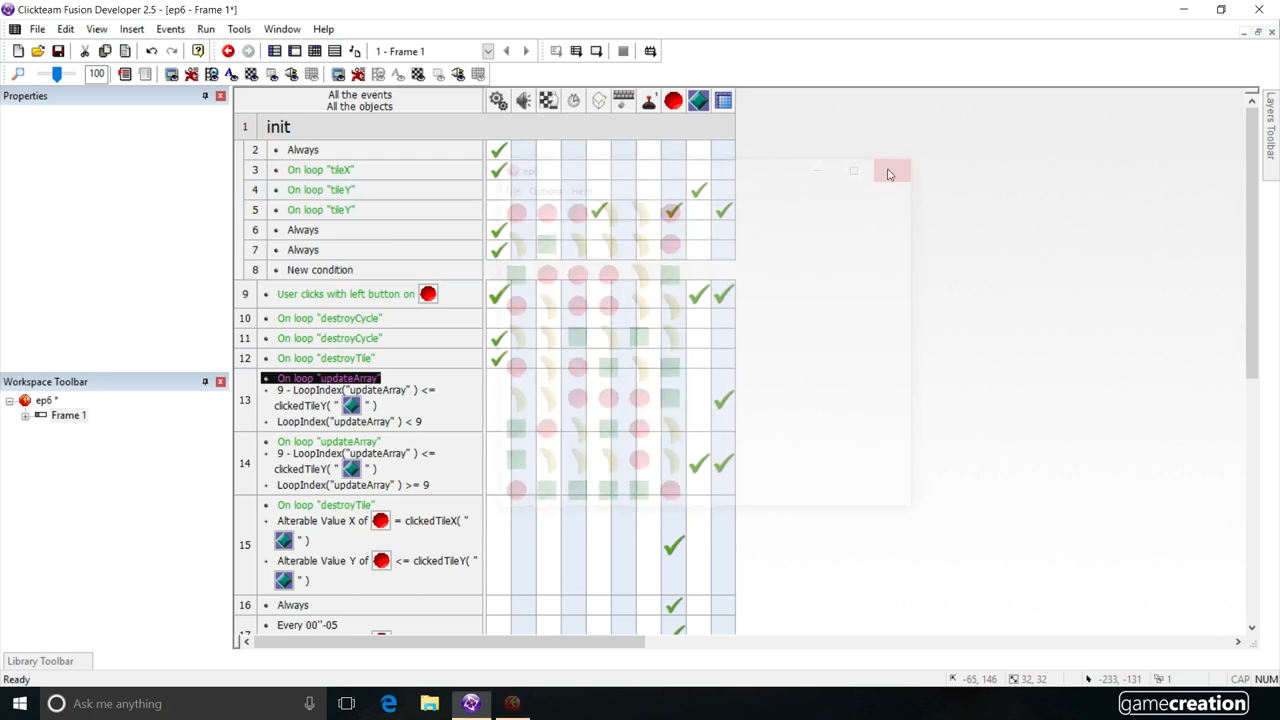 Clickteam Fusion Developer 2.5 - [ep6 - Frame 1*]
File Edit View Insert Run Events Tools Window Help
1 - Frame 1
100
Properties
All the events
All the objects
1 init
2 • Always
3 • On loop "tileX"
4 • On loop "tileY"
5 • On loop "tileY"
6 • Always
7 • Always
8 • New condition
9 • User clicks with left button on
10 • On loop "destroyCycle"
11 • On loop "destroyCycle"
12 • On loop "destroyTile"
13 • On loop "updateArray"
• 9 - LoopIndex("updateArray" ) <=
clickedTileY( " " )
• LoopIndex("updateArray" ) < 9
14 • On loop "updateArray"
• 9 - LoopIndex("updateArray" ) <=
clickedTileY( " " )
• LoopIndex("updateArray" ) >= 9
15 • On loop "destroyTile"
• Alterable Value X of = clickedTileX( "
" )
• Alterable Value Y of <= clickedTileY( "
" )
16 • Always
17 • Every 00"-05
ep6
File Options Help
Workspace Toolbar
ep6 *
Frame 1
Layers Toolbar
Library Toolbar
Ready
-65, 146
32, 32
-233, -131
1
CAP NUM
Ask me anything
gamecreation